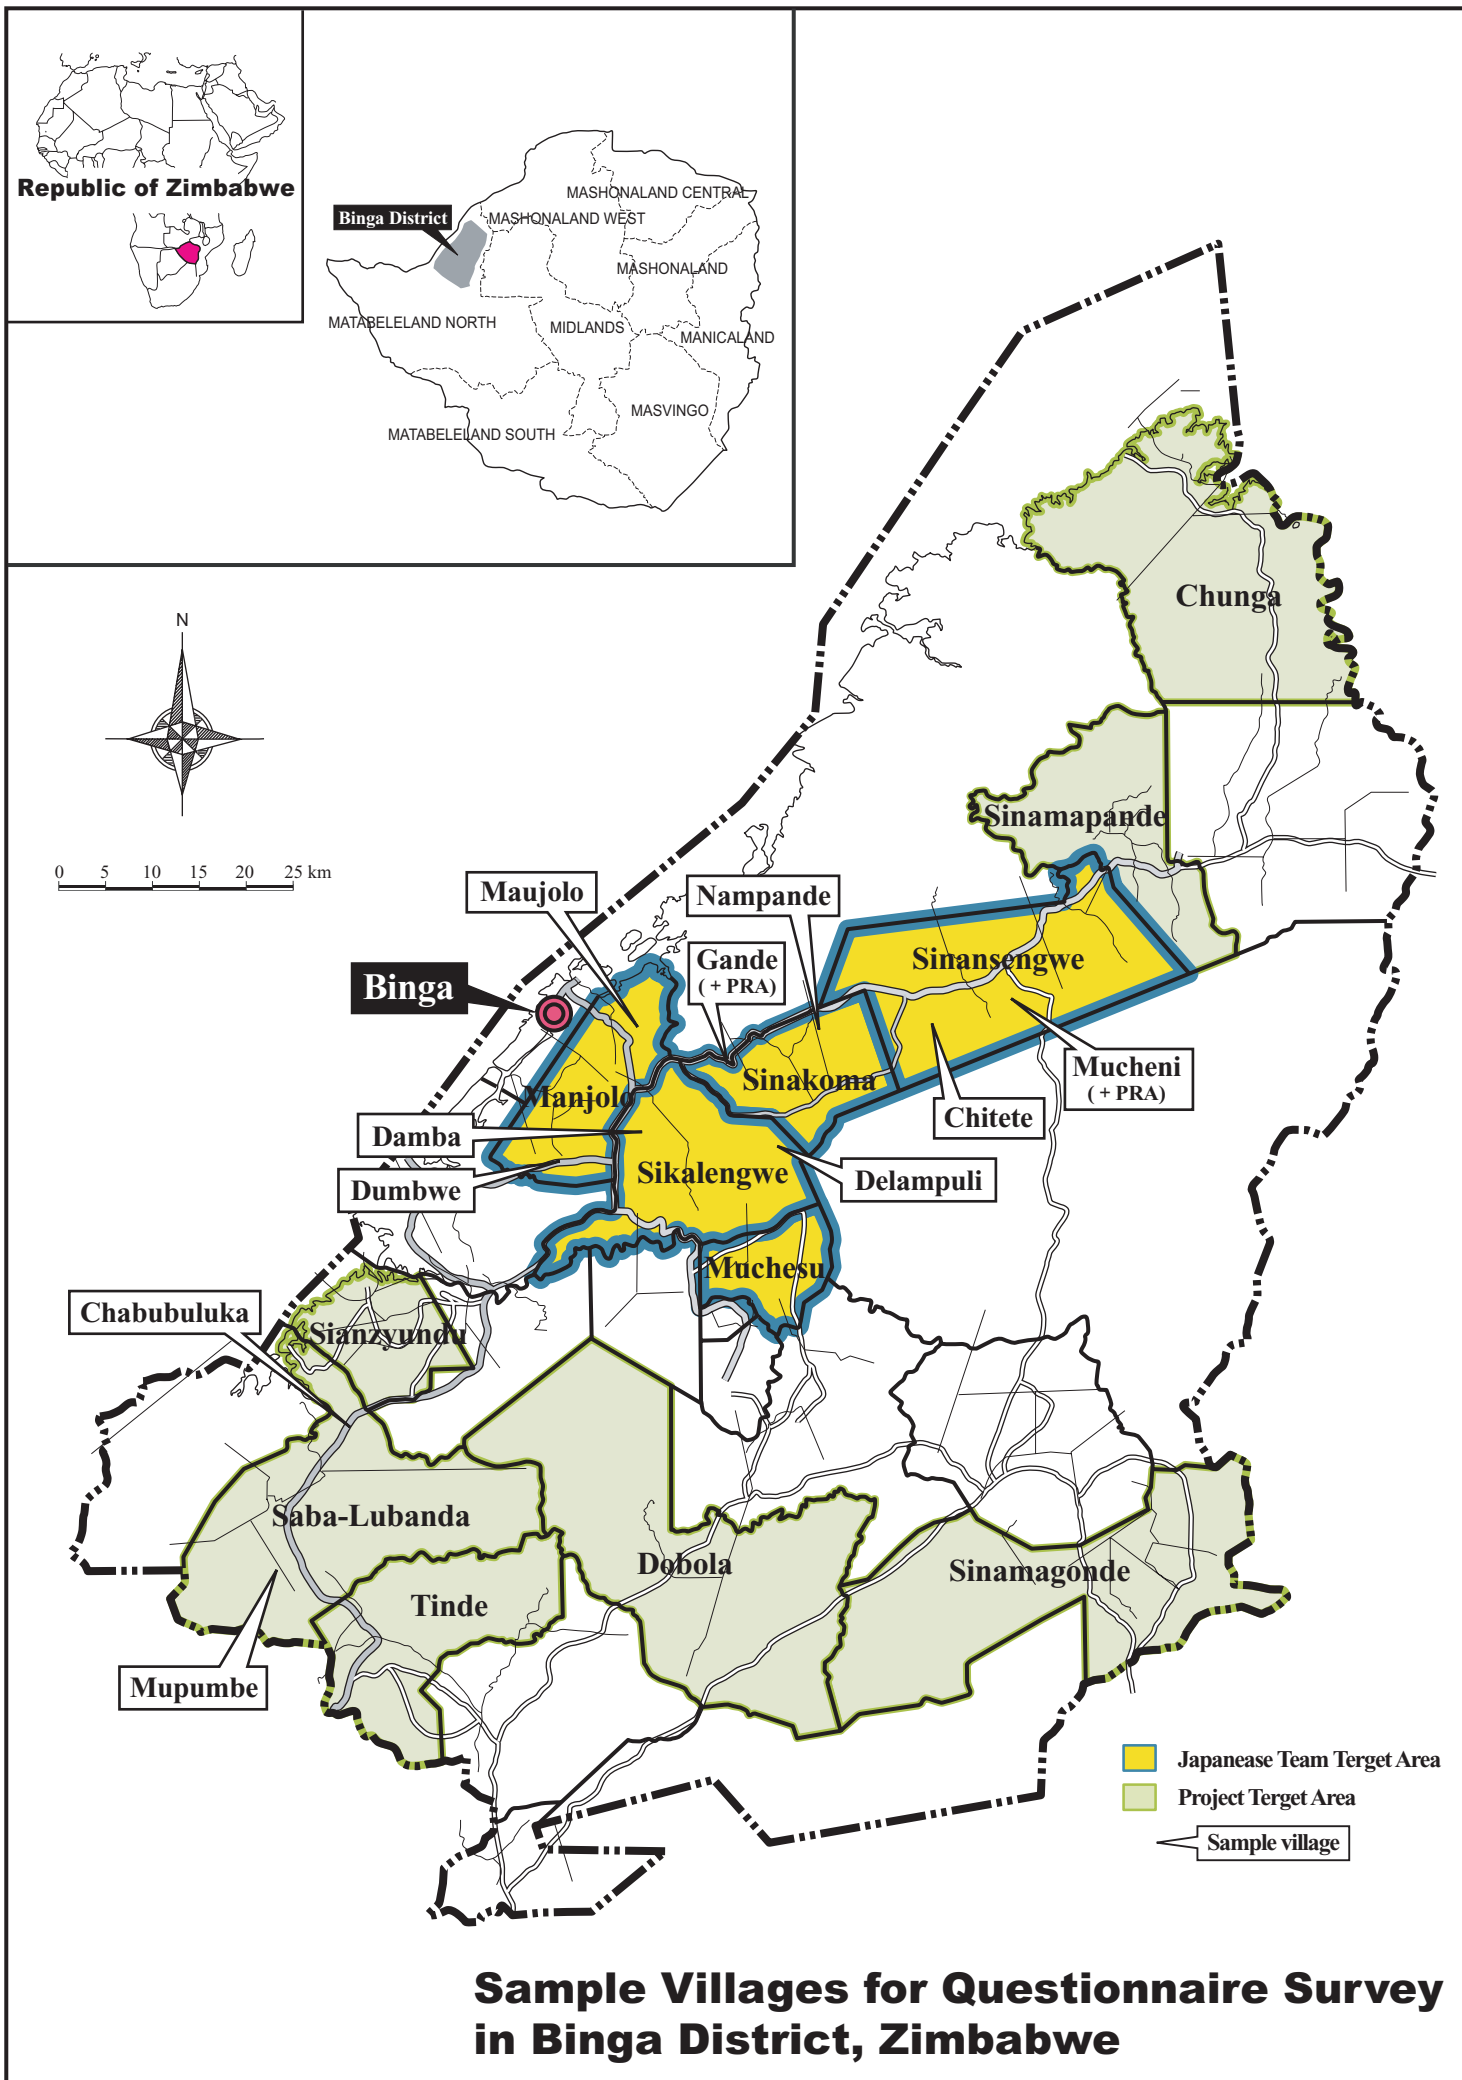 Republic of Zimbabwe
Binga District
MASHONALAND CENTRAL
MASHONALAND WEST
MASHONALAND
MATABELELAND NORTH
MIDLANDS
MANICALAND
MASVINGO
MATABELELAND SOUTH
N
0 5 10 15 20 25 km
Chunga
Sinamapande
Maujolo
Nampande
Gande
( + PRA)
Sinansengwe
Binga
Mucheni
( + PRA)
Sinakoma
Manjolo
Chitete
Damba
Sikalengwe
Delampuli
Dumbwe
Muchesu
Chabubuluka
Sianzyundu
Saba-Lubanda
Dobola
Sinamagonde
Tinde
Mupumbe
Japanease Team Terget Area
Project Terget Area
Sample village
Sample Villages for Questionnaire Survey
in Binga District, Zimbabwe